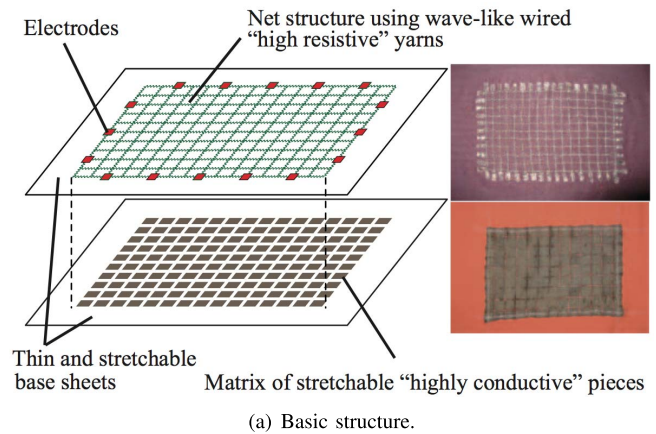 Electrodes
Net structure using wave-like wired
“high resistive” yarns
Thin and stretchable
base sheets
Matrix of stretchable “highly conductive” pieces
(a) Basic structure.